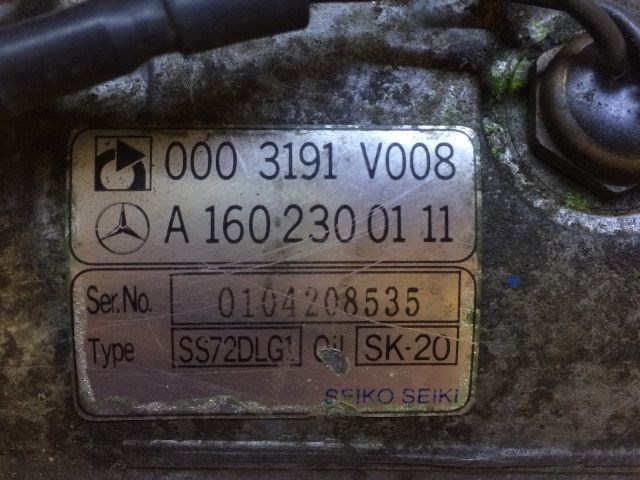 000 3191 V008
A 160 230 01 11
Ser.No. 0104208535
Type SS72DLG1 Oil SK-20
SEIKO SEIKI